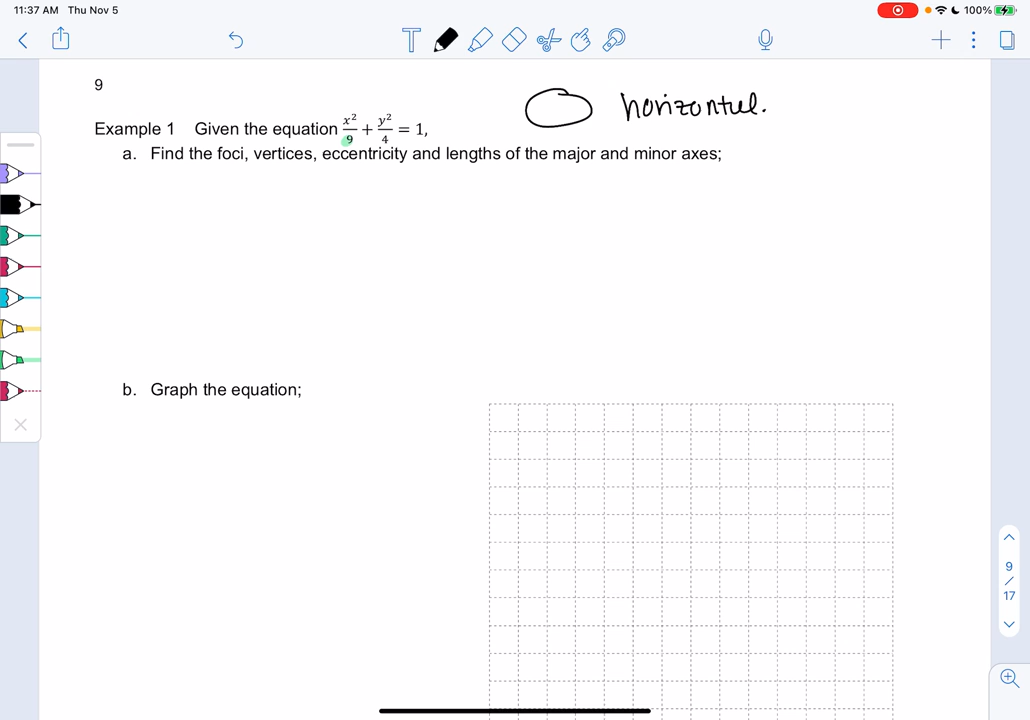 11:37 AM Thu Nov 5
100%
T
9
horizontal.
Example 1 Given the equation x²/9 + y²/4 = 1,
a. Find the foci, vertices, eccentricity and lengths of the major and minor axes;
b. Graph the equation;
9
/
17